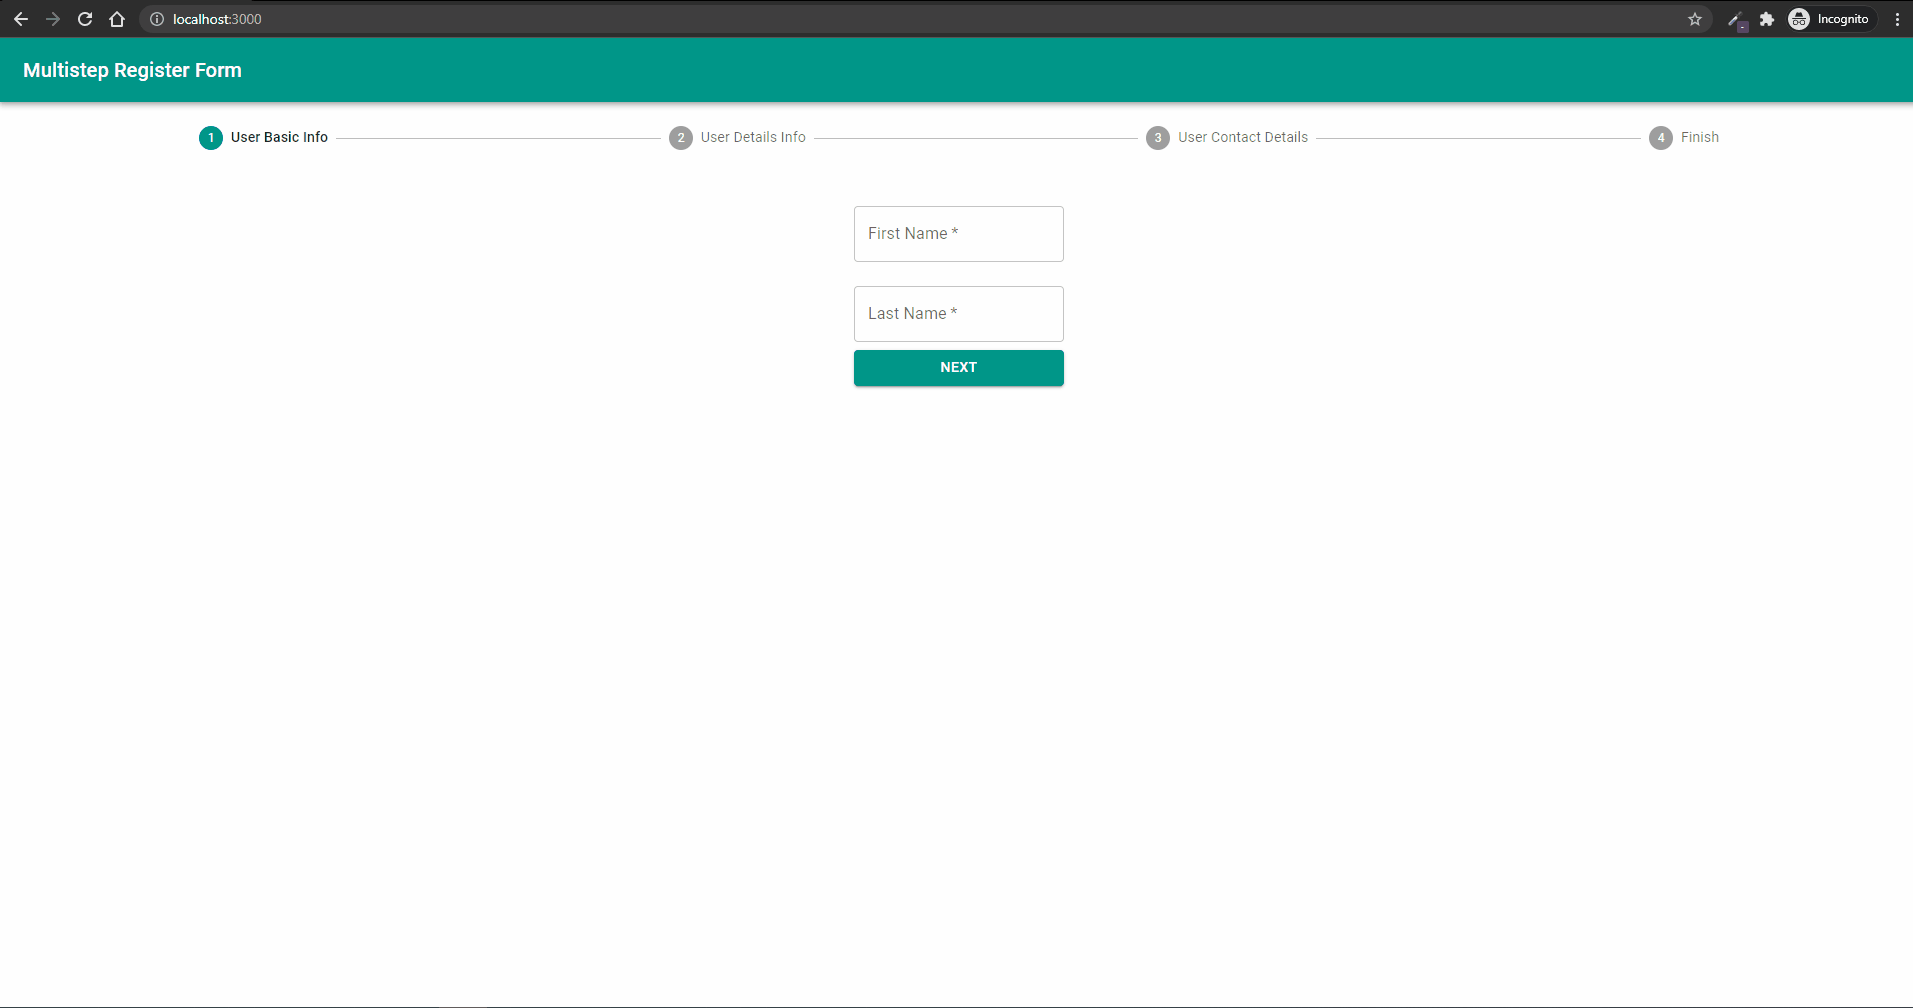 localhost:3000
Incognito
Multistep Register Form
1 User Basic Info 2 User Details Info 3 User Contact Details 4 Finish
First Name *
Last Name *
NEXT